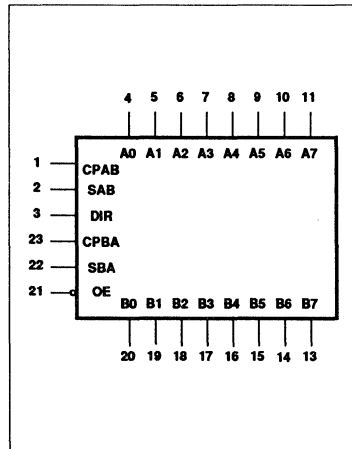 4 5 6 7 8 9 10 11
A0 A1 A2 A3 A4 A5 A6 A7
1 CPAB
2 SAB
3 DIR
23 CPBA
22 SBA
21 OE
B0 B1 B2 B3 B4 B5 B6 B7
20 19 18 17 16 15 14 13